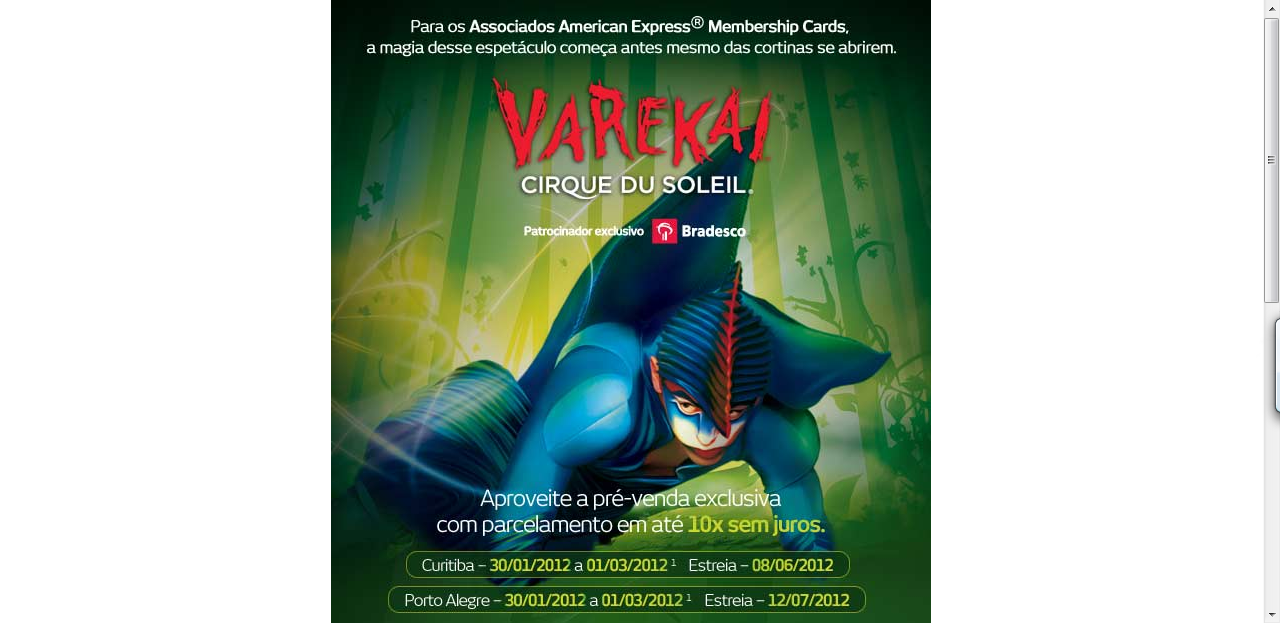 Para os Associados American Express® Membership Cards,
a magia desse espetáculo começa antes mesmo das cortinas se abrirem.
VAREKAI
CIRQUE DU SOLEIL.
Patrocinador exclusivo Bradesco
Aproveite a pré-venda exclusiva
com parcelamento em até 10x sem juros.
Curitiba – 30/01/2012 a 01/03/2012 ¹ Estreia – 08/06/2012
Porto Alegre – 30/01/2012 a 01/03/2012 ¹ Estreia – 12/07/2012